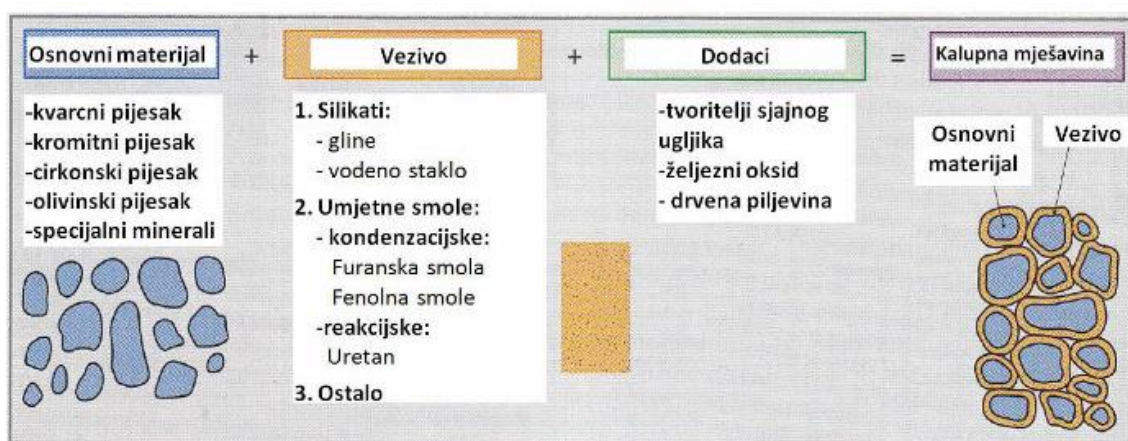 Osnovni materijal + Vezivo + Dodaci = Kalupna mješavina
-kvarcni pijesak
-kromitni pijesak
-cirkonski pijesak
-olivinski pijesak
-specijalni minerali
1. Silikati:
- gline
- vodeno staklo
2. Umjetne smole:
- kondenzacijske:
Furanska smola
Fenolna smole
-reakcijske:
Uretan
3. Ostalo
-tvoritelji sjajnog
ugljika
-željezni oksid
- drvena piljevina
Osnovni
materijal
Vezivo